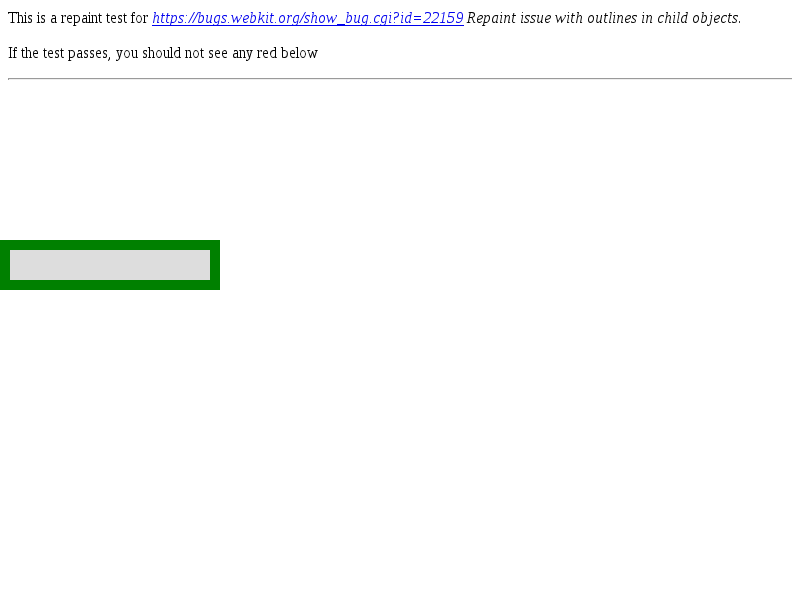 This is a repaint test for https://bugs.webkit.org/show_bug.cgi?id=22159 Repaint issue with outlines in child objects.
If the test passes, you should not see any red below